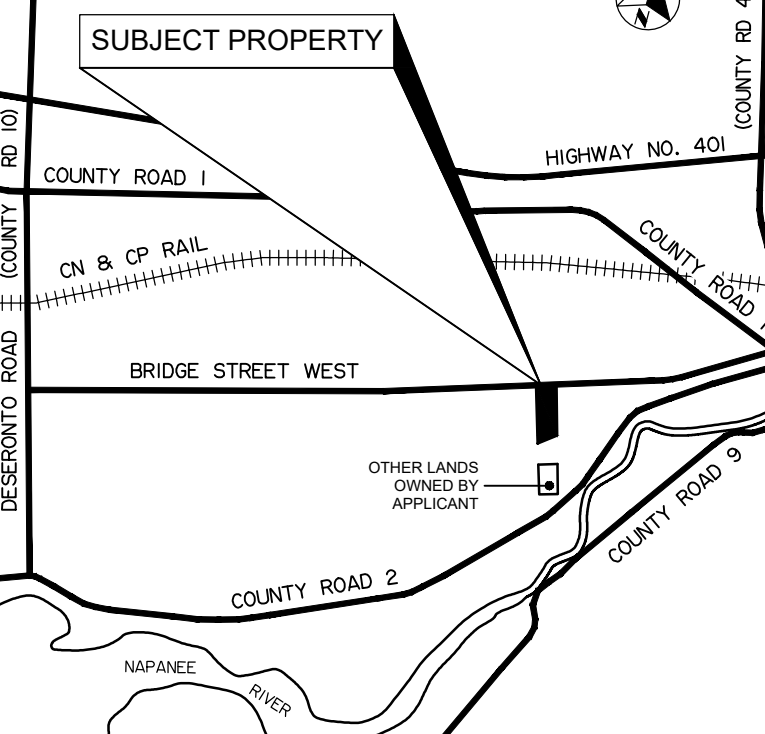 SUBJECT PROPERTY
N
(COUNTY RD 4
HIGHWAY NO. 401
DESERONTO ROAD (COUNTY RD 10)
COUNTY ROAD 1
COUNTY ROAD 1
CN & CP RAIL
BRIDGE STREET WEST
OTHER LANDS
OWNED BY
APPLICANT
COUNTY ROAD 9
COUNTY ROAD 2
NAPANEE
RIVER